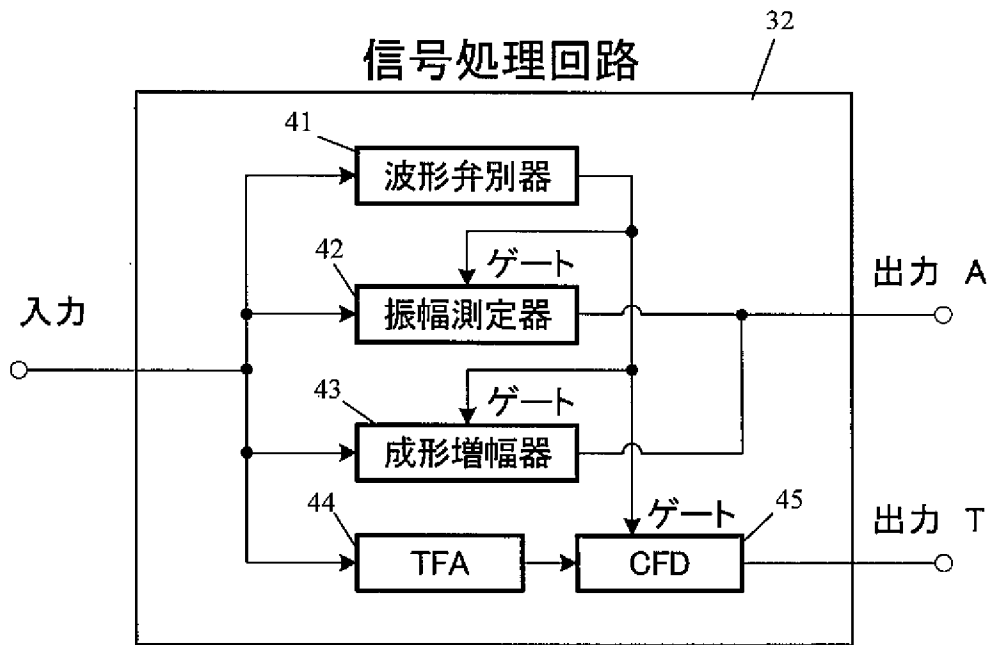 32
信号処理回路
41
波形弁別器
42
ゲート
振幅測定器
出力 A
入力
43
ゲート
成形増幅器
44
ゲート
45
出力 T
TFA
CFD